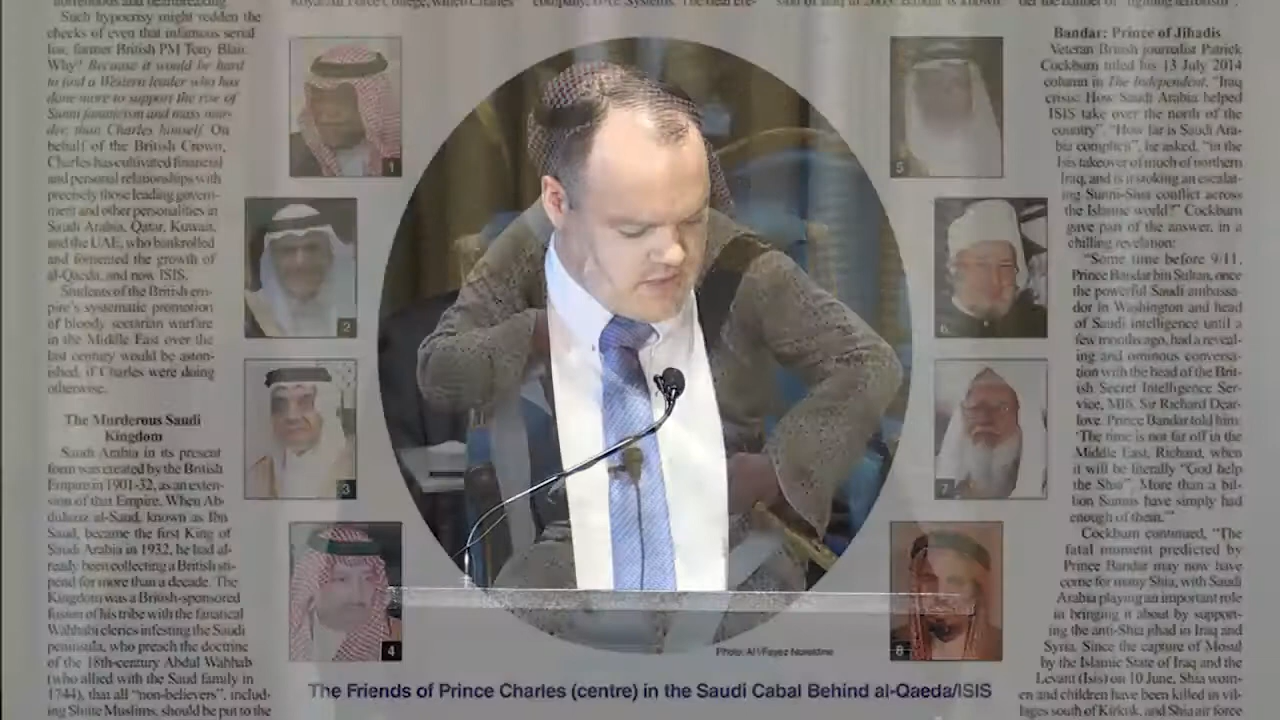 Such hypocrisy might redden the
checks of even that infamous serial
liar, former British PM Tony Blair.
Why? Because it would be hard
to find a Western leader who has
done more to support the rise of
Sunni fanaticism and mass mur-
der, than Charles himself. On
behalf of the British Crown,
Charles has cultivated financial
and personal relationships with
precisely those leading govern-
ment and other personalities in
Saudi Arabia, Qatar, Kuwait,
and the UAE, who bankrolled
and fomented the growth of
al-Qaeda, and now ISIS.
Students of the British em-
pire's systematic promotion
of bloody sectarian warfare
in the Middle East over the
last century would be aston-
ished, if Charles were doing
otherwise.
The Murderous Saudi
Kingdom
Saudi Arabia in its present
form was created by the British
Empire in 1901-32, as an exten-
sion of that Empire. When Ab-
dulaziz al-Saud, known as Ibn
Saud, became the first King of
Saudi Arabia in 1932, he had al-
ready been collecting a British sti-
pend for more than a decade. The
Kingdom was a British-sponsored
fusion of his tribe with the fanatical
Wahhabi clerics infesting the Saudi
peninsula, who preach the doctrine
of the 18th-century Abdul Wahhab
(who allied with the Saud family in
1744), that all "non-believers", includ-
ing Shiite Muslims, should be put to the
1
2
3
4
5
6
7
8
Photo: AFP/Fayez Nureldine
The Friends of Prince Charles (centre) in the Saudi Cabal Behind al-Qaeda/ISIS
Bandar: Prince of Jihadis
Veteran British journalist Patrick
Cockburn titled his 13 July 2014
column in The Independent, "Iraq
crisis: How Saudi Arabia helped
ISIS take over the north of the
country". "How far is Saudi Ara-
bia complicit", he asked, "in the
Isis takeover of much of northern
Iraq, and is it stoking an escalat-
ing Sunni-Shia conflict across
the Islamic world?" Cockburn
gave part of the answer, in a
chilling revelation:
"Some time before 9/11,
Prince Bandar bin Sultan, once
the powerful Saudi ambassa-
dor in Washington and head
of Saudi intelligence until a
few months ago, had a reveal-
ing and ominous conversa-
tion with the head of the Brit-
ish Secret Intelligence Ser-
vice, MI6, Sir Richard Dear-
love. Prince Bandar told him:
'The time is not far off in the
Middle East, Richard, when
it will be literally "God help
the Shia". More than a bil-
lion Sunnis have simply had
enough of them.'"
Cockburn continued, "The
fatal moment predicted by
Prince Bandar may now have
come for many Shia, with Saudi
Arabia playing an important role
in bringing it about by support-
ing the anti-Shia jihad in Iraq and
Syria. Since the capture of Mosul
by the Islamic State of Iraq and the
Levant (Isis) on 10 June, Shia wom-
en and children have been killed in vil-
lages south of Kirkuk, and Shia air force